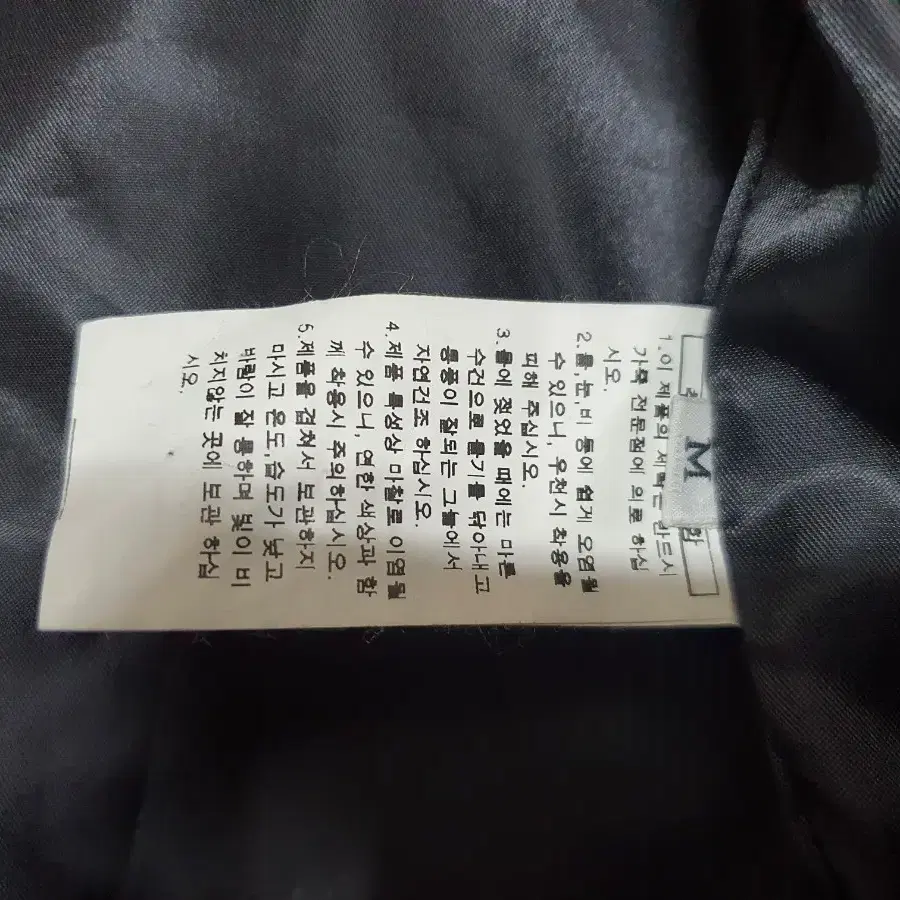 M
함
1.이 제품의 세탁는 반드시
가죽 전문점에 의뢰 하십
시오.
2.물,눈,비 등에 쉽게 오염될
수 있으니, 우천시 착용을
피해 주십시오.
3.물에 젖었을 때에는 마른
수건으로 물기를 닦아내고
통풍이 잘되는 그늘에서
자연건조 하십시오.
4.제품 특성상 마찰로 이염될
수 있으니, 연한 색상과 함
께 착용시 주의하십시오.
5.제품을 겹쳐서 보관하지
마시고 온도,습도가 낮고
바람이 잘 통하며 빛이 비
치지않는 곳에 보관 하십
시오.